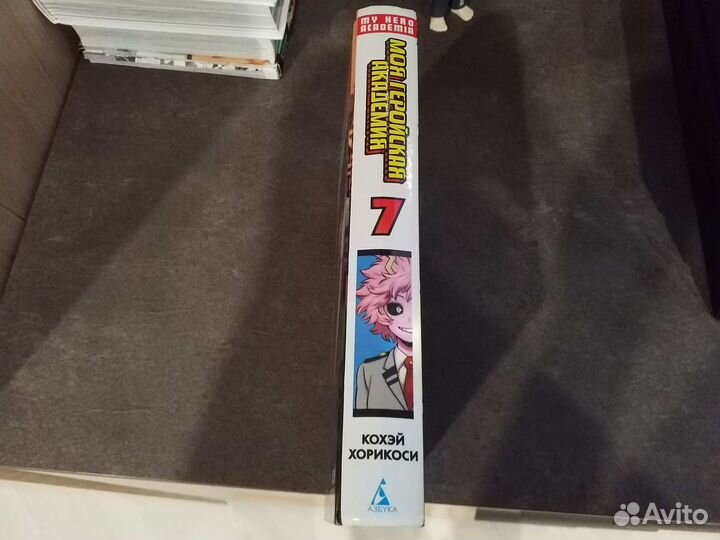 MY HERO
ACADEMIA
МОЯ ГЕРОЙСКАЯ
АКАДЕМИЯ
7
КОХЭЙ
ХОРИКОСИ
АЗБУКА
Avito